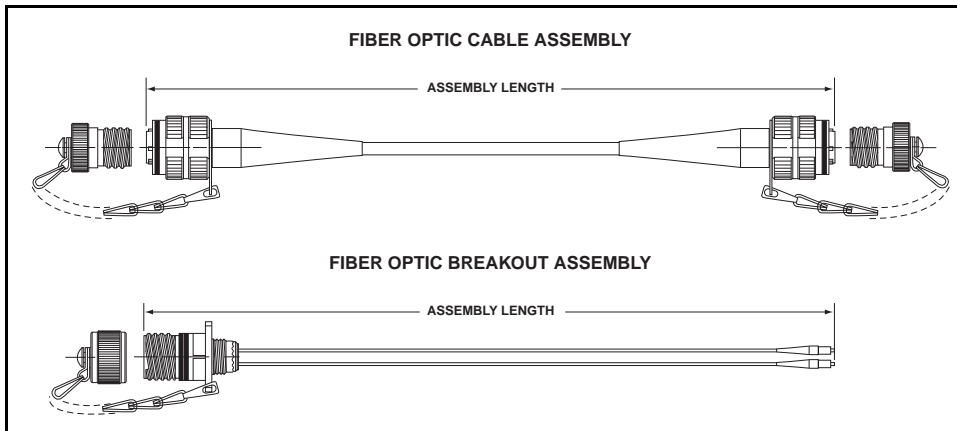 FIBER OPTIC CABLE ASSEMBLY
ASSEMBLY LENGTH
FIBER OPTIC BREAKOUT ASSEMBLY
ASSEMBLY LENGTH